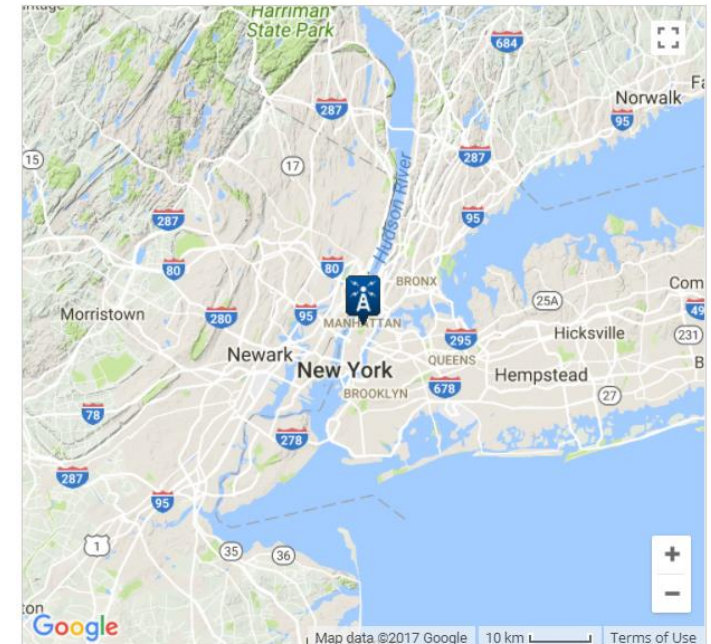 Harriman
State Park
684
Norwalk
95
287
15
17
287
Hudson River
95
287
80
80
BRONX
25A
Com
49
Morristown
280
95
MANHATTAN
295
Hicksville
231
Newark
New York
QUEENS
Hempstead
B
BROOKLYN
678
27
78
278
287
95
1
35
36
+
−
on
Google
Map data ©2017 Google
10 km
Terms of Use